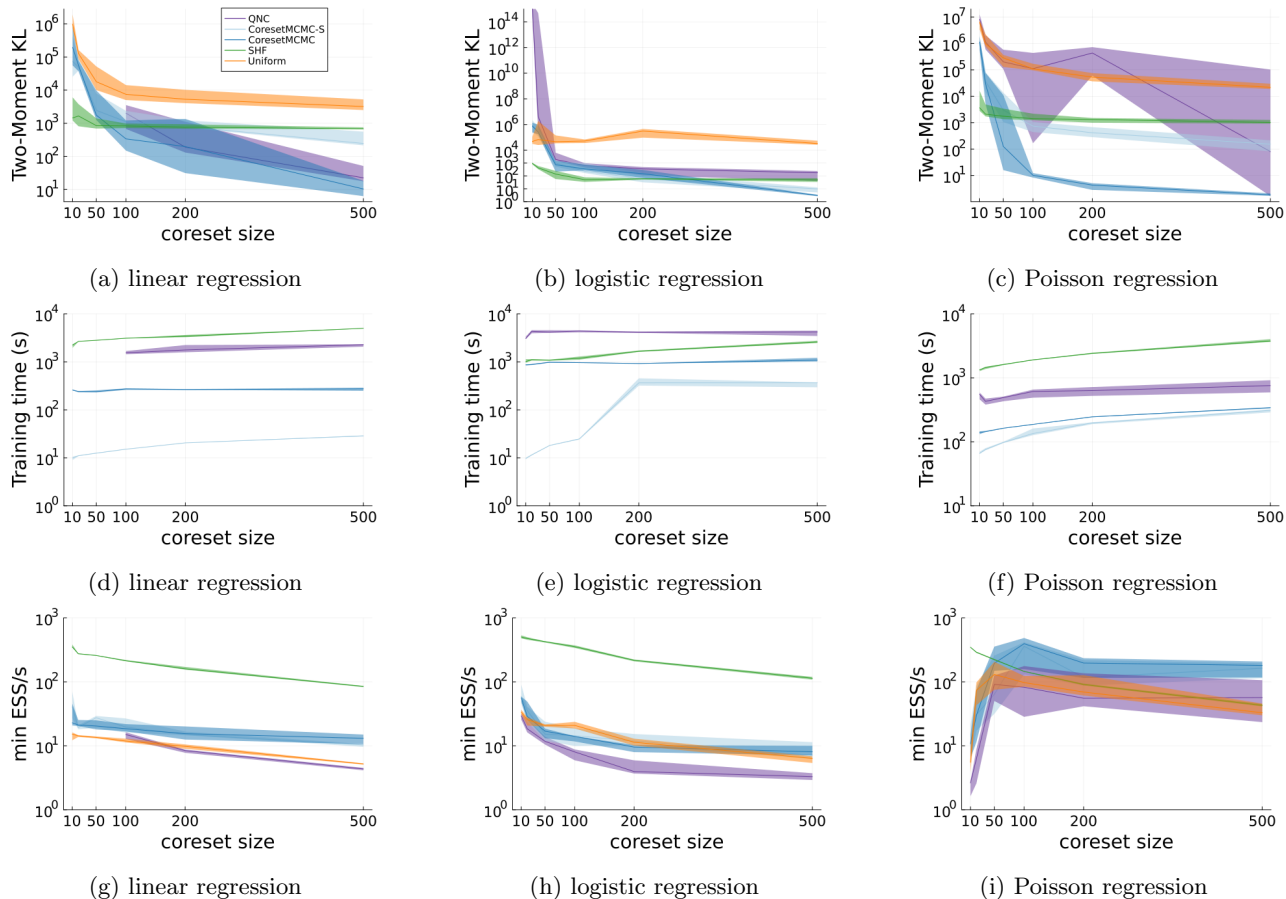 QNC
CoresetMCMC-S
CoresetMCMC
SHF
Uniform
Two-Moment KL
10^6
10^5
10^4
10^3
10^2
10^1
10 50 100 200 500
coreset size
(a) linear regression
Two-Moment KL
10^14
10^12
10^10
10^8
10^6
10^4
10^2
10^0
10 50 100 200 500
coreset size
(b) logistic regression
Two-Moment KL
10^7
10^6
10^5
10^4
10^3
10^2
10^1
10 50 100 200 500
coreset size
(c) Poisson regression
Training time (s)
10^4
10^3
10^2
10^1
10^0
10 50 100 200 500
coreset size
(d) linear regression
Training time (s)
10^4
10^3
10^2
10^1
10^0
10 50 100 200 500
coreset size
(e) logistic regression
Training time (s)
10^4
10^3
10^2
10^1
10 50 100 200 500
coreset size
(f) Poisson regression
min ESS/s
10^3
10^2
10^1
10^0
10 50 100 200 500
coreset size
(g) linear regression
min ESS/s
10^3
10^2
10^1
10^0
10 50 100 200 500
coreset size
(h) logistic regression
min ESS/s
10^3
10^2
10^1
10^0
10 50 100 200 500
coreset size
(i) Poisson regression